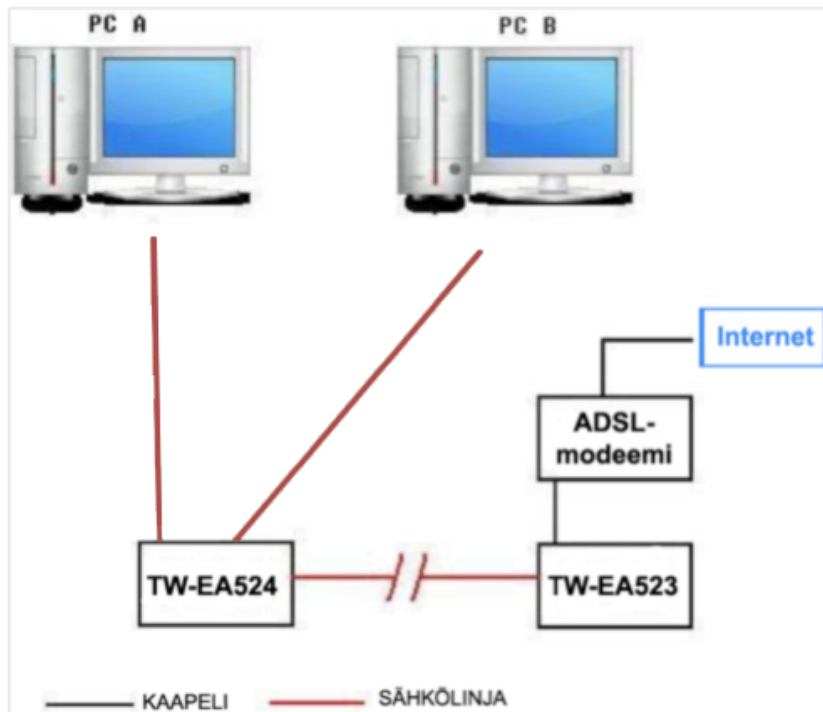 PC A
PC B
Internet
ADSL-
modeemi
TW-EA524
TW-EA523
KAAPELI
SÄHKÖLINJA